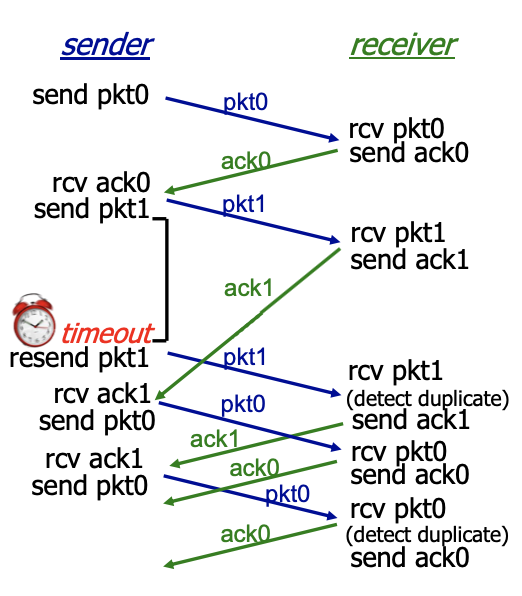 sender
receiver
send pkt0
pkt0
rcv pkt0
send ack0
ack0
rcv ack0
send pkt1
pkt1
rcv pkt1
send ack1
ack1
timeout
resend pkt1
pkt1
rcv pkt1
(detect duplicate)
send ack1
rcv ack1
send pkt0
pkt0
ack1
rcv pkt0
send ack0
rcv ack1
send pkt0
ack0
pkt0
rcv pkt0
(detect duplicate)
send ack0
ack0